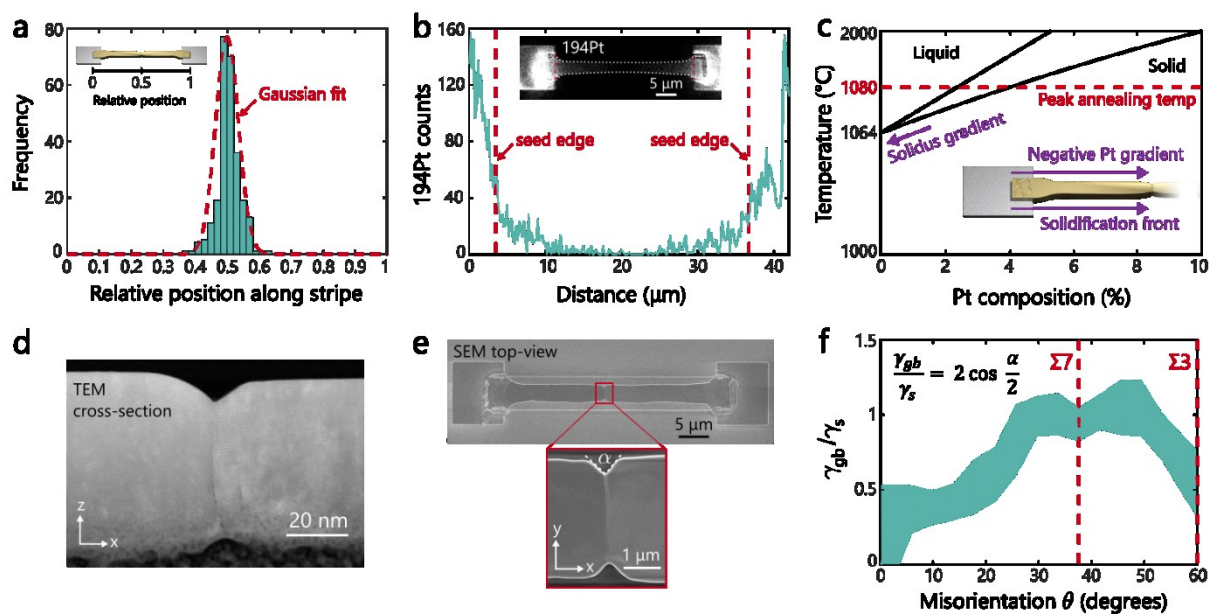 a
0
0.5
1
Relative position
Gaussian fit
80
60
40
20
0
Frequency
0 0.1 0.2 0.3 0.4 0.5 0.6 0.7 0.8 0.9 1
Relative position along stripe
b
194Pt
5 μm
seed edge
seed edge
160
120
80
40
0
194Pt counts
0 10 20 30 40
Distance (μm)
c
2000
1080
1064
1000
Temperature (°C)
Liquid
Solid
Peak annealing temp
Solidus gradient
Negative Pt gradient
Solidification front
0 2 4 6 8 10
Pt composition (%)
d
TEM
cross-section
z
x
20 nm
e
SEM top-view
5 μm
α
y
x
1 μm
f
γgb/γs = 2 cos α/2
Σ7
Σ3
1.5
1
0.5
0
γgb/γs
0 10 20 30 40 50 60
Misorientation θ (degrees)